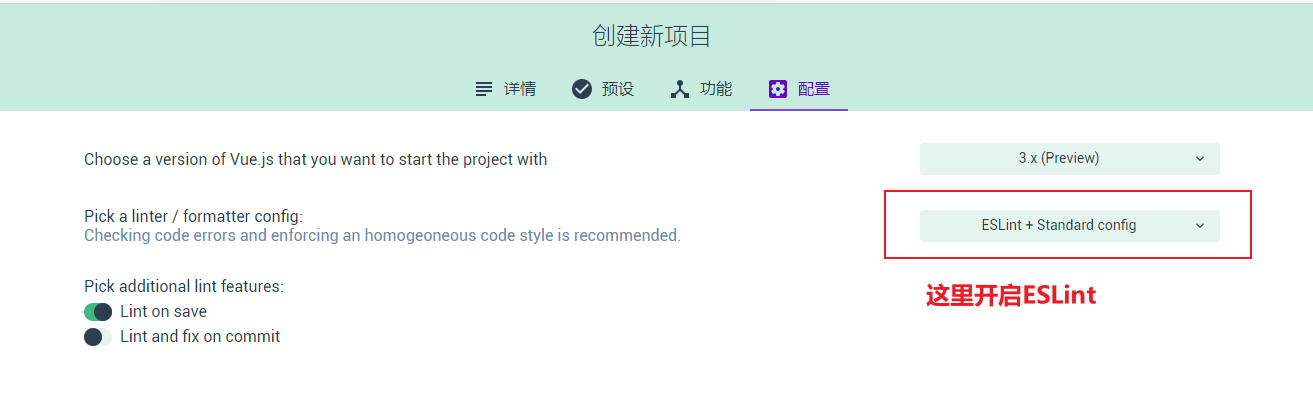 创建新项目
详情 预设 功能 配置
Choose a version of Vue.js that you want to start the project with 3.x (Preview)
Pick a linter / formatter config:
Checking code errors and enforcing an homogeoneous code style is recommended. ESLint + Standard config
Pick additional lint features:
这里开启ESLint
Lint on save
Lint and fix on commit